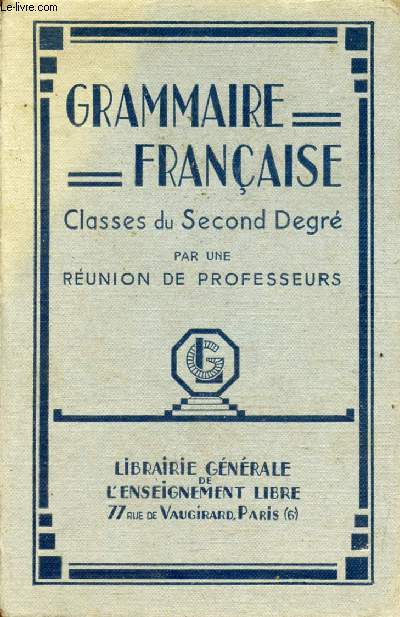 Le-Livre.com
GRAMMAIRE
FRANÇAISE
Classes du Second Degré
PAR UNE
RÉUNION DE PROFESSEURS
LG
LIBRAIRIE GÉNÉRALE
DE
L'ENSEIGNEMENT LIBRE
77 RUE DE VAUGIRARD, PARIS (6)